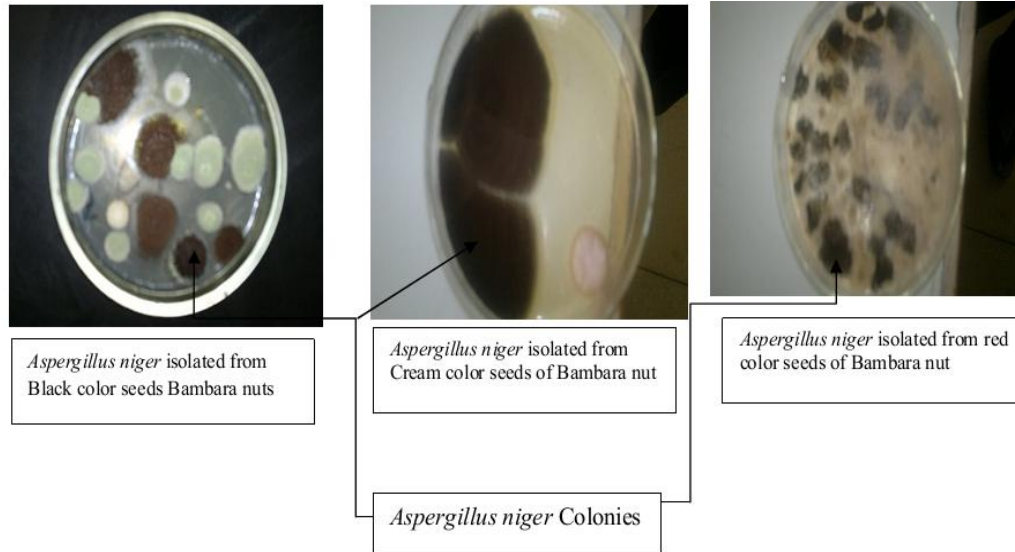 Aspergillus niger isolated from
Black color seeds Bambara nuts
Aspergillus niger isolated from
Cream color seeds of Bambara nut
Aspergillus niger isolated from red
color seeds of Bambara nut
Aspergillus niger Colonies